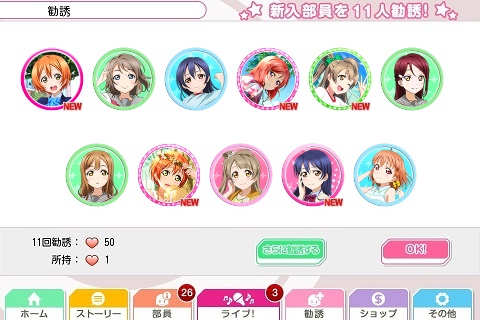 勧誘
新入部員を11人勧誘!
NEW NEW NEW
NEW NEW
11回勧誘： 50
所持： 1
さらに勧誘する
OK!
26
3
ホーム ストーリー 部員 ライブ! 勧誘 ショップ その他